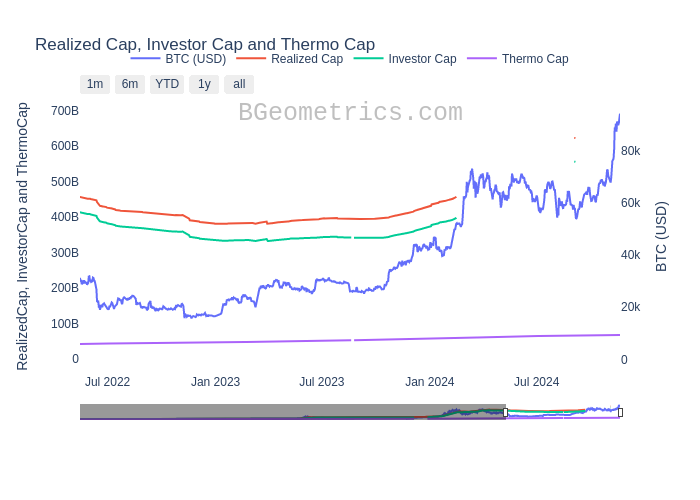 Realized Cap, Investor Cap and Thermo Cap
BTC (USD) Realized Cap Investor Cap Thermo Cap
1m 6m YTD 1y all
BGeometrics.com
RealizedCap, InvestorCap and ThermoCap
700B
600B
500B
400B
300B
200B
100B
0
80k
60k
40k
20k
0
BTC (USD)
Jul 2022 Jan 2023 Jul 2023 Jan 2024 Jul 2024